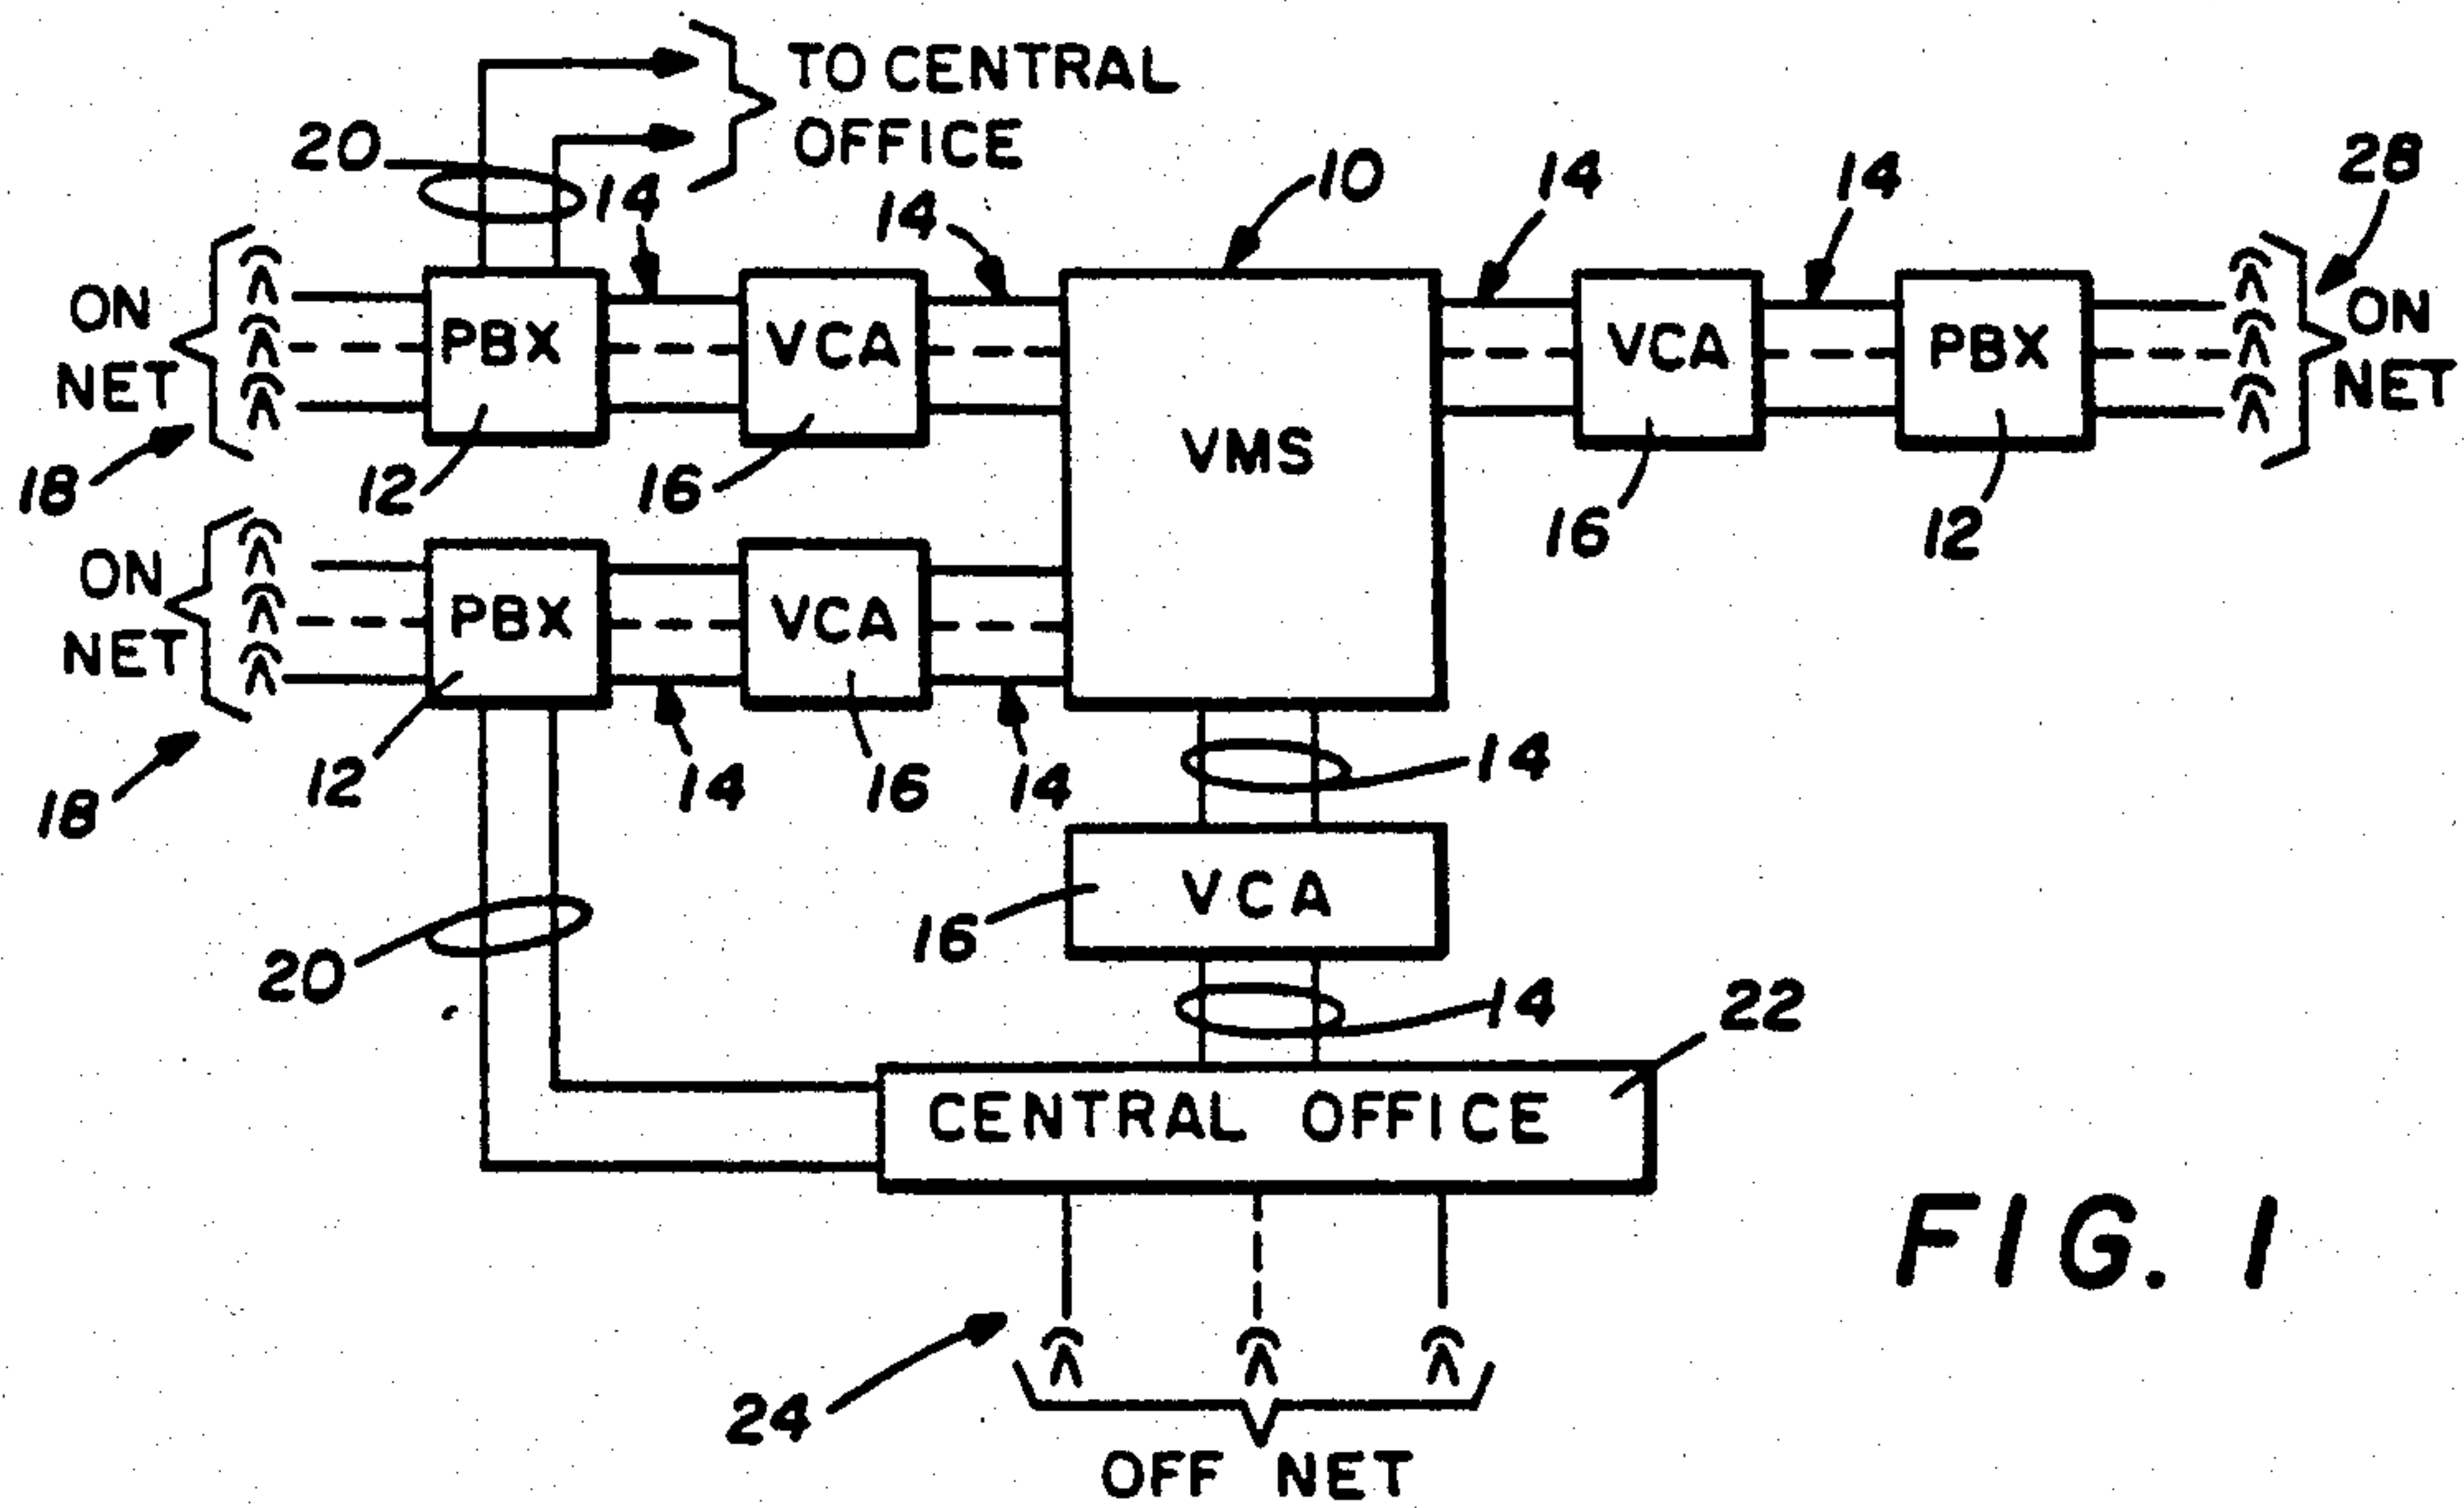 TO CENTRAL
OFFICE
20
14
14
10
14
14
28
ON
NET
PBX
VCA
VMS
VCA
PBX
ON
NET
18
12
16
16
12
ON
NET
PBX
VCA
12
18
14
16
14
14
VCA
16
20
14
22
CENTRAL OFFICE
FIG. 1
24
OFF NET